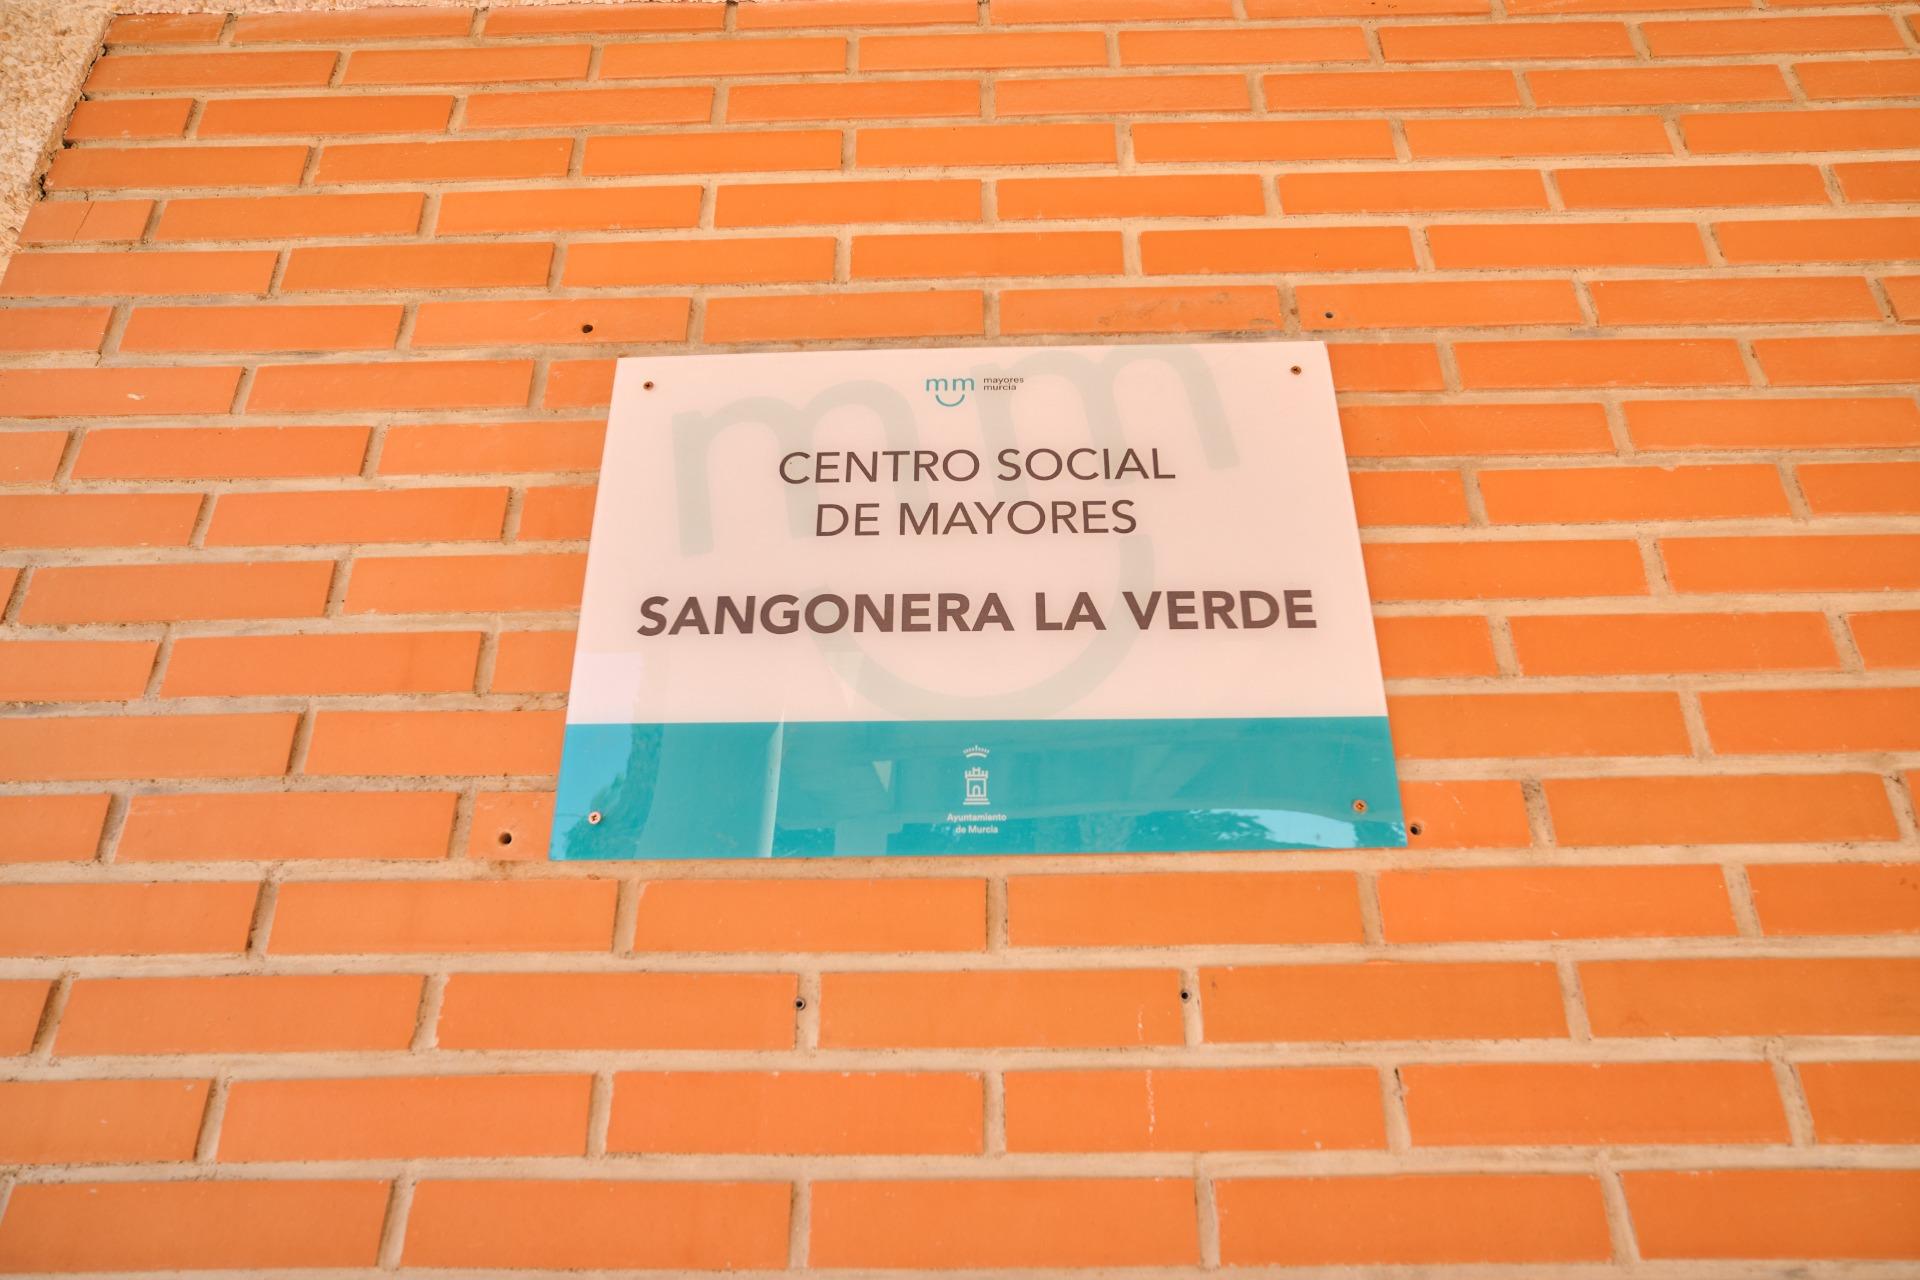 mm mayores
murcia
CENTRO SOCIAL
DE MAYORES
SANGONERA LA VERDE
Ayuntamiento
de Murcia